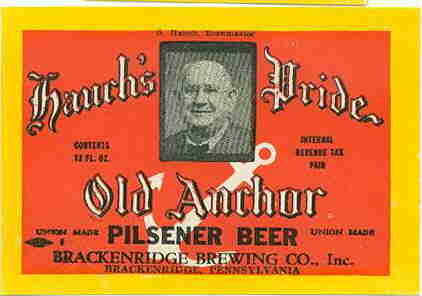 G. Hauch, Brewmaster
Hauch's Pride
CONTENTS
12 FL. OZ.
INTERNAL
REVENUE TAX
PAID
Old Anchor
UNION MADE PILSENER BEER UNION MADE
BRACKENRIDGE BREWING CO., Inc.
BRACKENRIDGE, PENNSYLVANIA